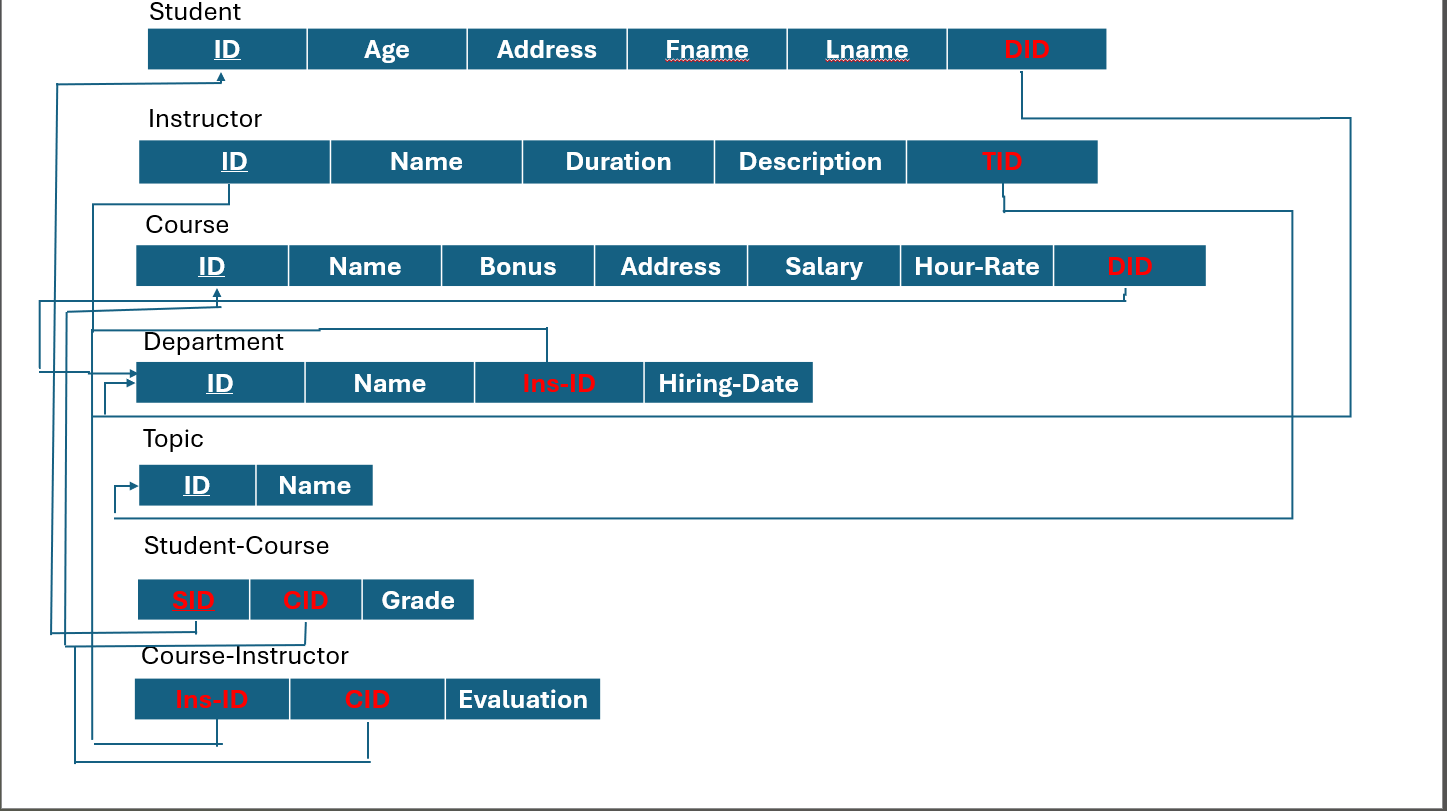 Student
ID Age Address Fname Lname DID
Instructor
ID Name Duration Description TID
Course
ID Name Bonus Address Salary Hour-Rate DID
Department
ID Name Ins-ID Hiring-Date
Topic
ID Name
Student-Course
SID CID Grade
Course-Instructor
Ins-ID CID Evaluation